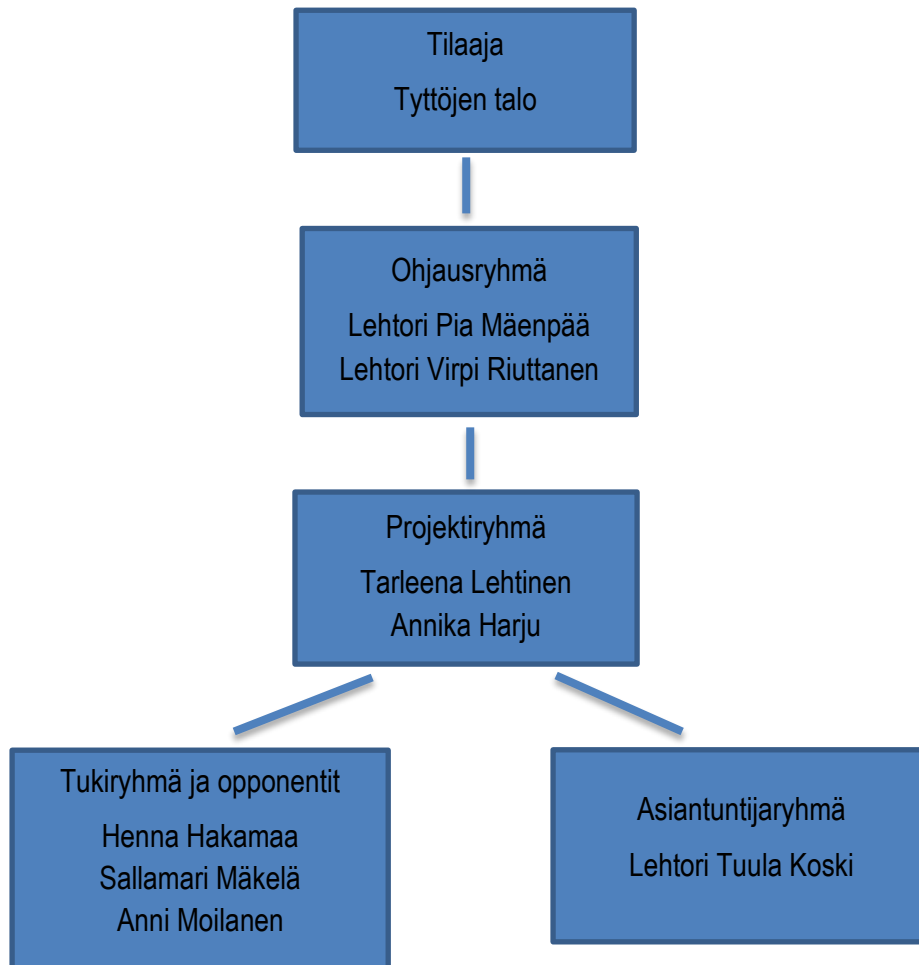 Tilaaja
Tyttöjen talo
Ohjausryhmä
Lehtori Pia Mäenpää
Lehtori Virpi Riuttanen
Projektiryhmä
Tarleena Lehtinen
Annika Harju
Tukiryhmä ja opponentit
Henna Hakamaa
Sallamari Mäkelä
Anni Moilanen
Asiantuntijaryhmä
Lehtori Tuula Koski